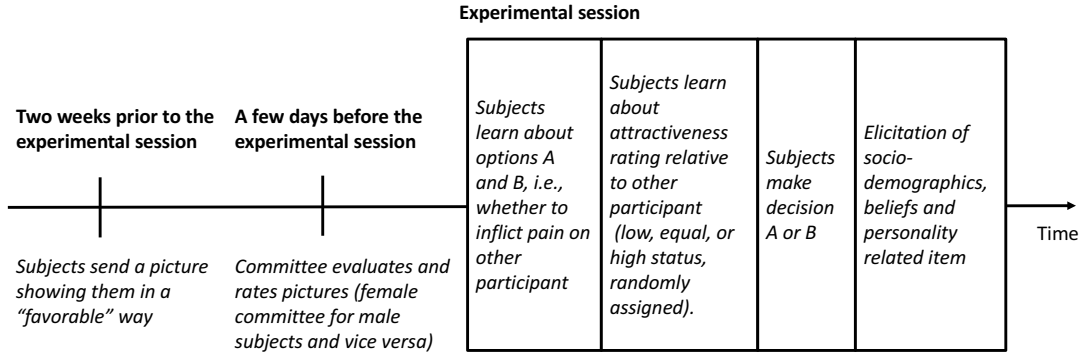 Experimental session
Two weeks prior to the
experimental session
A few days before the
experimental session
Subjects send a picture
showing them in a
“favorable” way
Committee evaluates and
rates pictures (female
committee for male
subjects and vice versa)
Subjects
learn about
options A
and B, i.e.,
whether to
inflict pain on
other
participant
Subjects learn
about
attractiveness
rating relative
to other
participant
(low, equal, or
high status,
randomly
assigned).
Subjects
make
decision
A or B
Elicitation of
socio-
demographics,
beliefs and
personality
related item
Time